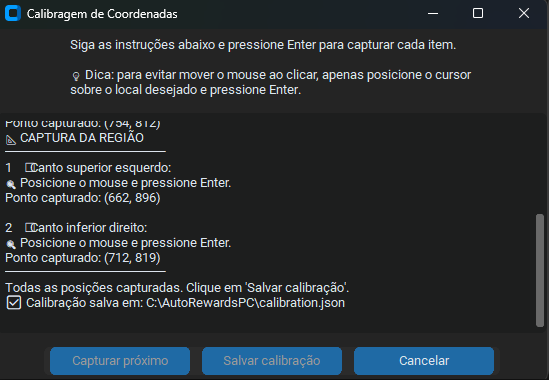 Calibragem de Coordenadas
Siga as instruções abaixo e pressione Enter para capturar cada item.
Dica: para evitar mover o mouse ao clicar, apenas posicione o cursor
sobre o local desejado e pressione Enter.
Ponto capturado: (754, 812)
CAPTURA DA REGIÃO
1 Canto superior esquerdo:
Posicione o mouse e pressione Enter.
Ponto capturado: (662, 896)
2 Canto inferior direito:
Posicione o mouse e pressione Enter.
Ponto capturado: (712, 819)
Todas as posições capturadas. Clique em 'Salvar calibração'.
Calibração salva em: C:\AutoRewardsPC\calibration.json
Capturar próximo Salvar calibração Cancelar